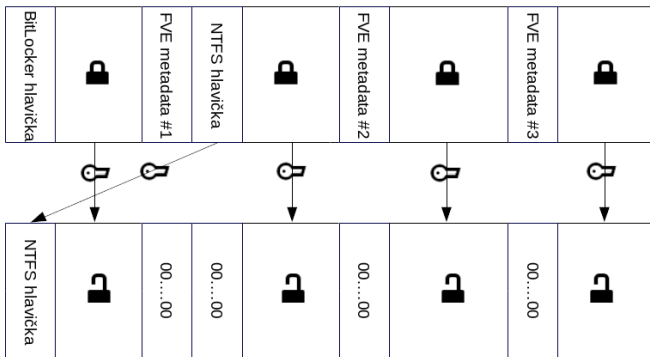 BitLocker hlavička
FVE metadata #1
NTFS hlavička
FVE metadata #2
FVE metadata #3
NTFS hlavička
00....00
00....00
00....00
00....00